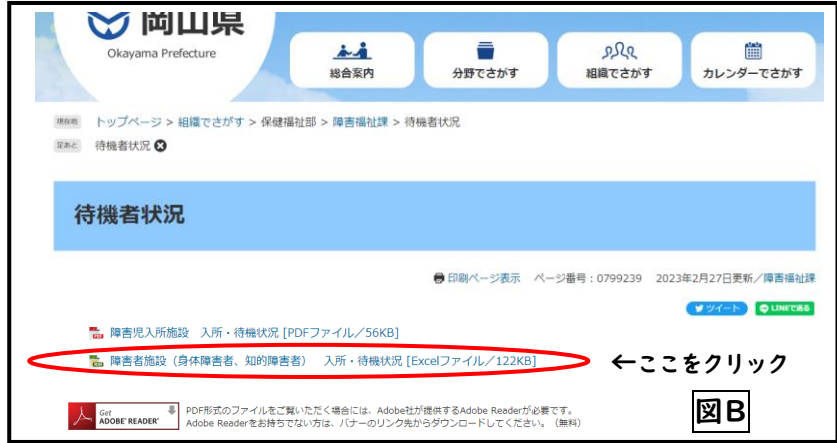 岡山県
Okayama Prefecture
総合案内
分野でさがす
組織でさがす
カレンダーでさがす
現在地 トップページ > 組織でさがす > 保健福祉部 > 障害福祉課 > 待機者状況
足あと 待機者状況
待機者状況
印刷ページ表示 ページ番号：0799239 2023年2月27日更新／障害福祉課
ツイート LINEで送る
障害児入所施設 入所・待機状況 [PDFファイル／56KB]
障害者施設（身体障害者、知的障害者） 入所・待機状況 [Excelファイル／122KB]
←ここをクリック
Get
ADOBE® READER®
PDF形式のファイルをご覧いただく場合には、Adobe社が提供するAdobe Readerが必要です。
Adobe Readerをお持ちでない方は、バナーのリンク先からダウンロードしてください。（無料）
図B